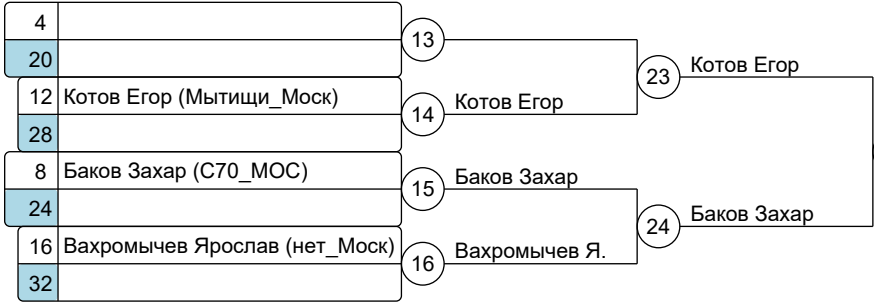 4
13
20
23 Котов Егор
12 Котов Егор (Мытищи_Моск)
14 Котов Егор
28
8 Баков Захар (С70_МОС)
15 Баков Захар
24
24 Баков Захар
16 Вахромычев Ярослав (нет_Моск)
16 Вахромычев Я.
32